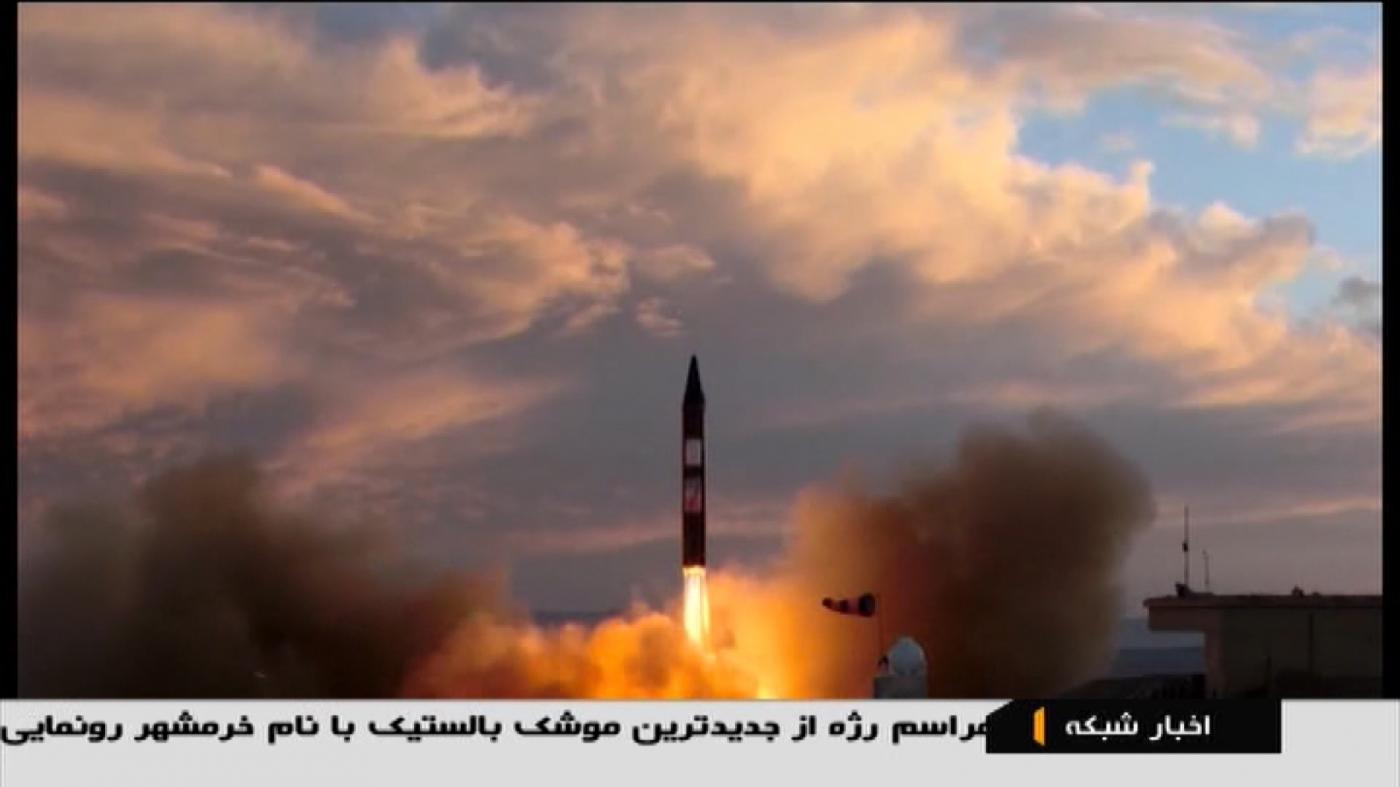 اخبار شبکه
مراسم رژه از جدیدترین موشک بالستیک با نام خرمشهر رونمایی